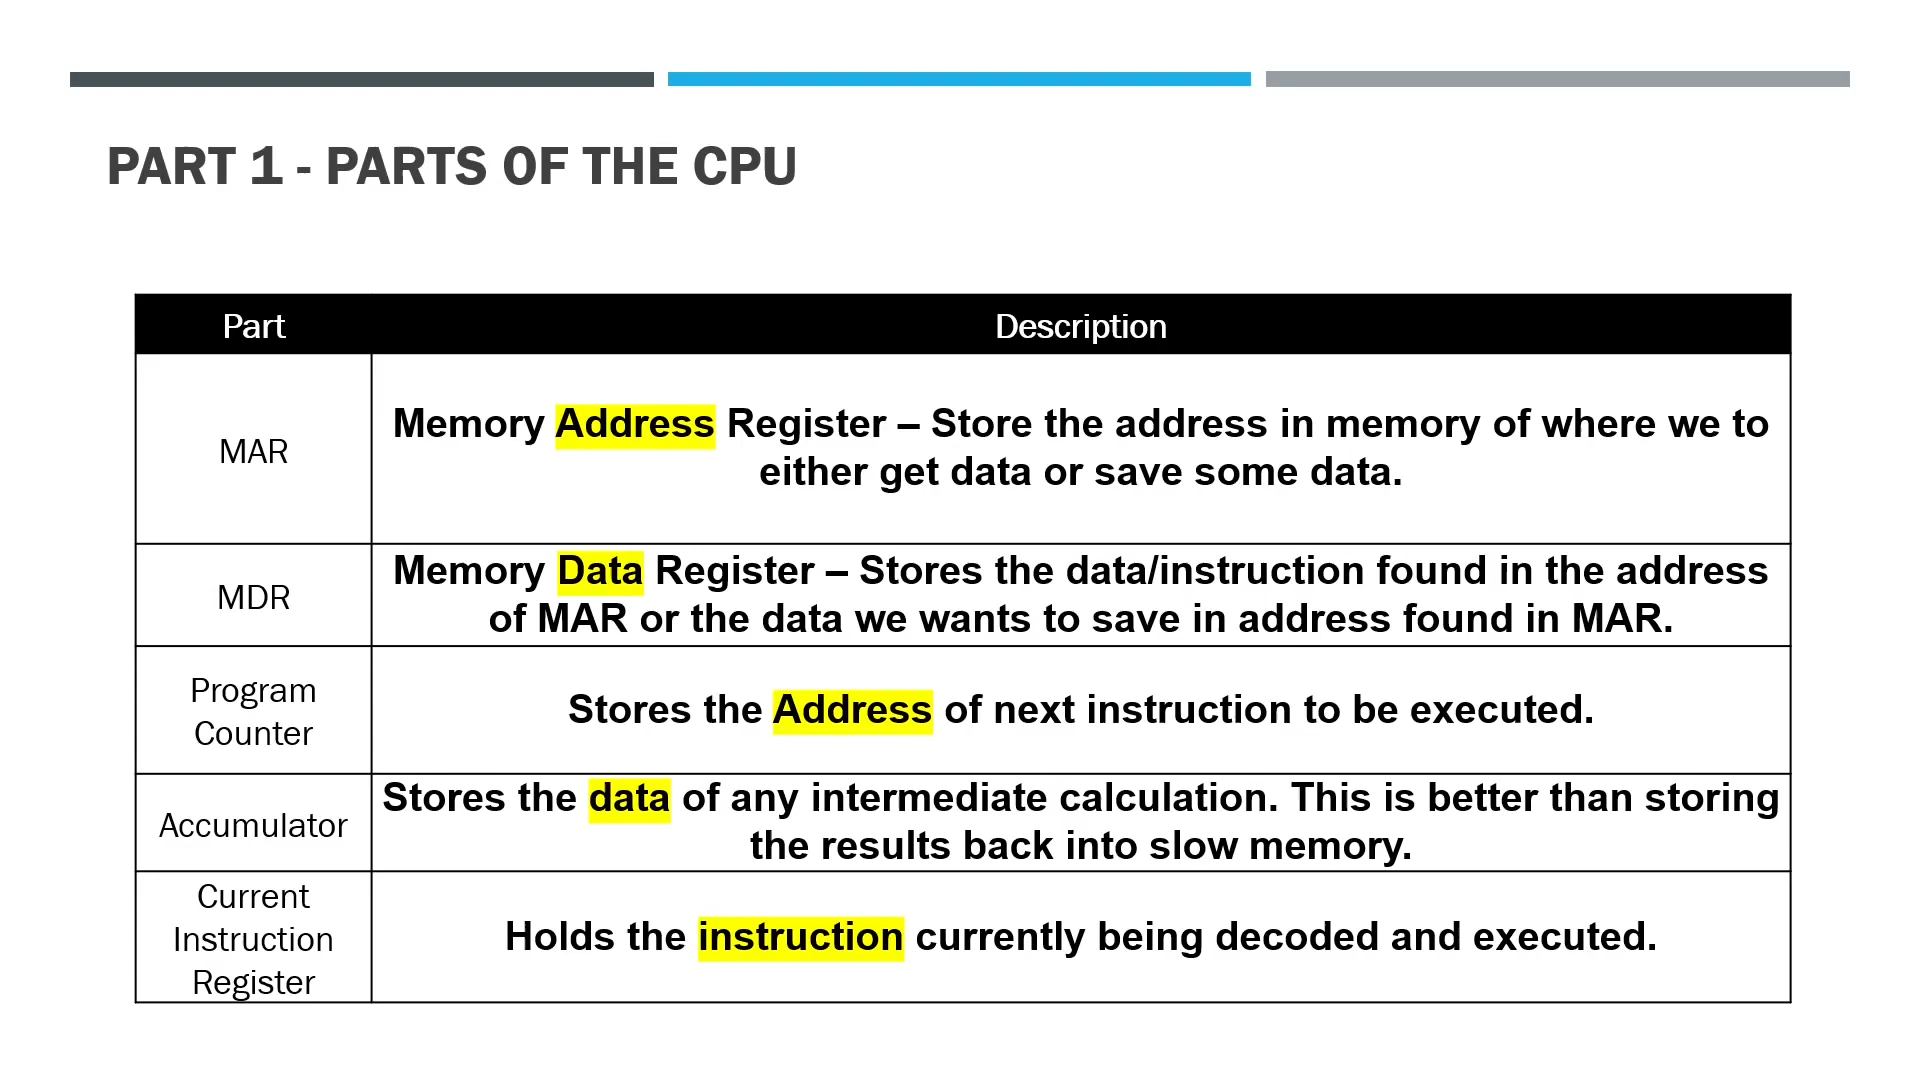 PART 1 - PARTS OF THE CPU
Part
Description
MAR
Memory Address Register – Store the address in memory of where we to
either get data or save some data.
MDR
Memory Data Register – Stores the data/instruction found in the address
of MAR or the data we wants to save in address found in MAR.
Program
Counter
Stores the Address of next instruction to be executed.
Accumulator
Stores the data of any intermediate calculation. This is better than storing
the results back into slow memory.
Current
Instruction
Register
Holds the instruction currently being decoded and executed.